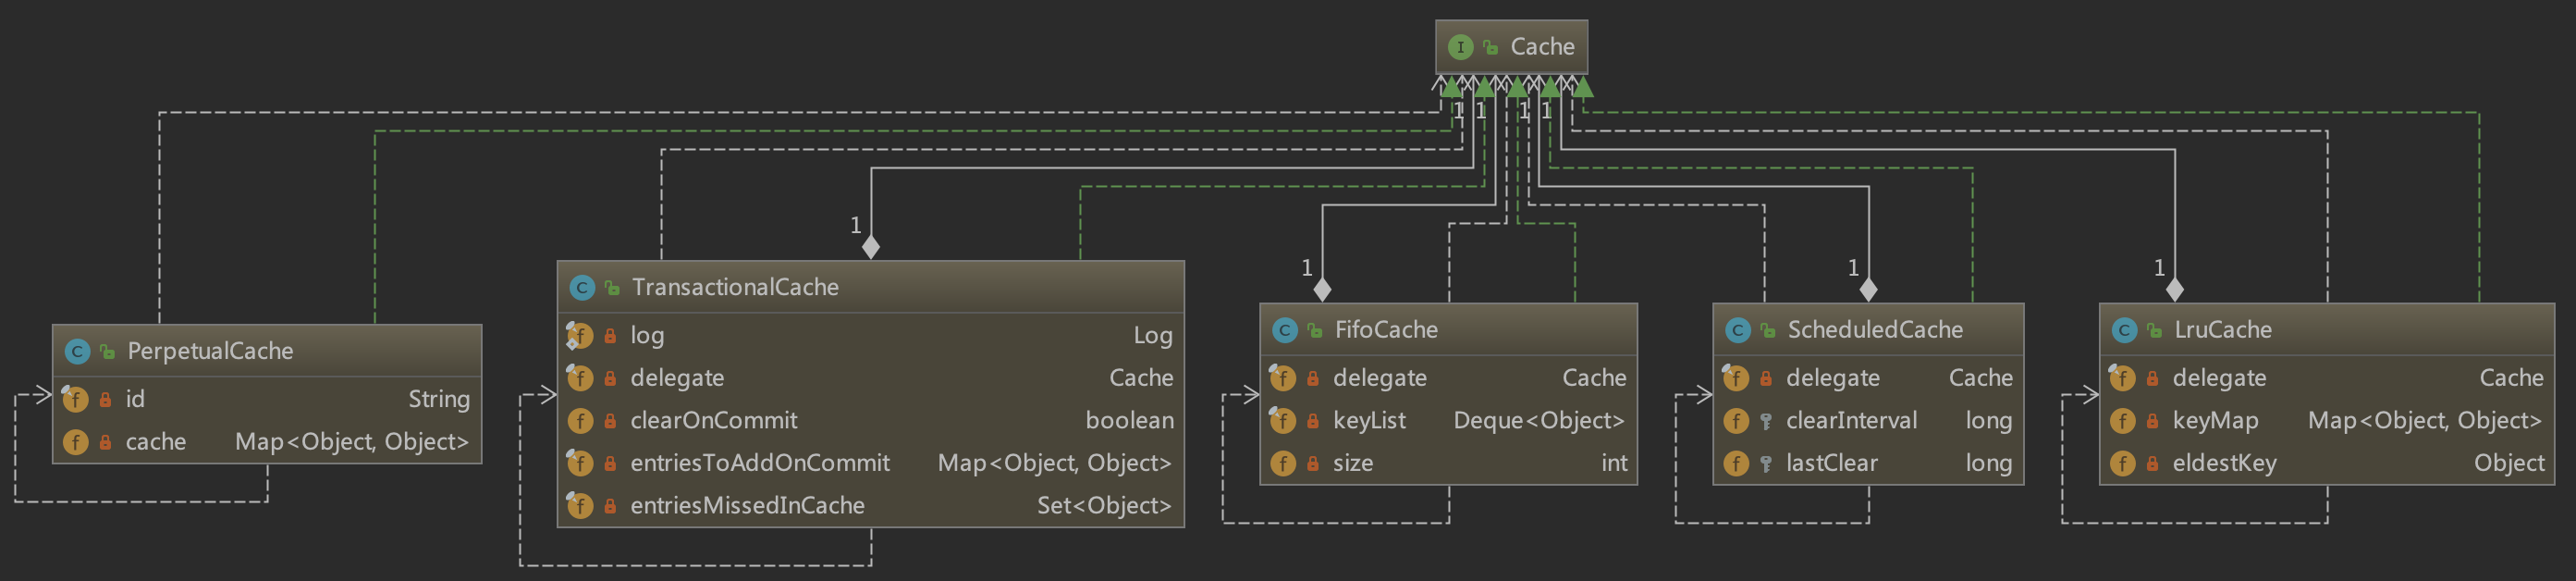 I Cache
1 1 1 1
1
1
1
1
C PerpetualCache
f id String
f cache Map<Object, Object>
C TransactionalCache
f log Log
f delegate Cache
f clearOnCommit boolean
f entriesToAddOnCommit Map<Object, Object>
f entriesMissedInCache Set<Object>
C FifoCache
f delegate Cache
f keyList Deque<Object>
f size int
C ScheduledCache
f delegate Cache
f clearInterval long
f lastClear long
C LruCache
f delegate Cache
f keyMap Map<Object, Object>
f eldestKey Object